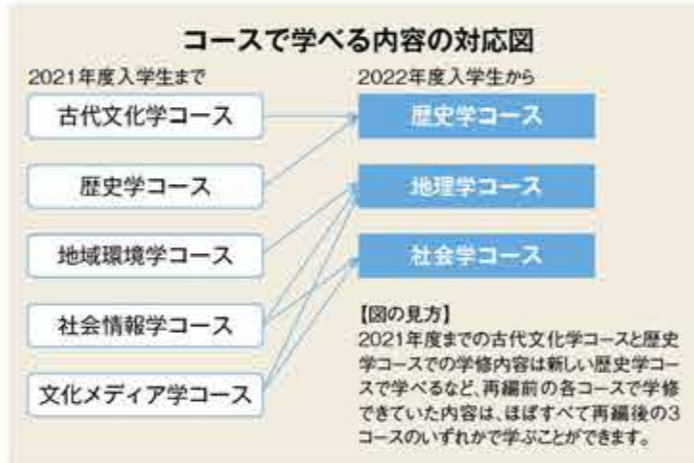 コースで学べる内容の対応図
2021年度入学生まで
古代文化学コース
歴史学コース
地域環境学コース
社会情報学コース
文化メディア学コース
2022年度入学生から
歴史学コース
地理学コース
社会学コース
【図の見方】
2021年度までの古代文化学コースと歴史
学コースでの学修内容は新しい歴史学コー
スで学べるなど、再編前の各コースで学修
できていた内容は、ほぼすべて再編後の3
コースのいずれかで学ぶことができます。